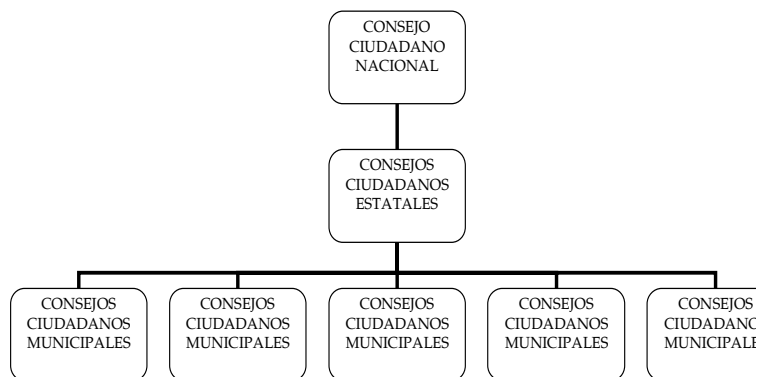 CONSEJO
CIUDADANO
NACIONAL
CONSEJOS
CIUDADANOS
ESTATALES
CONSEJOS
CIUDADANOS
MUNICIPALES
CONSEJOS
CIUDADANOS
MUNICIPALES
CONSEJOS
CIUDADANOS
MUNICIPALES
CONSEJOS
CIUDADANOS
MUNICIPALES
CONSEJOS